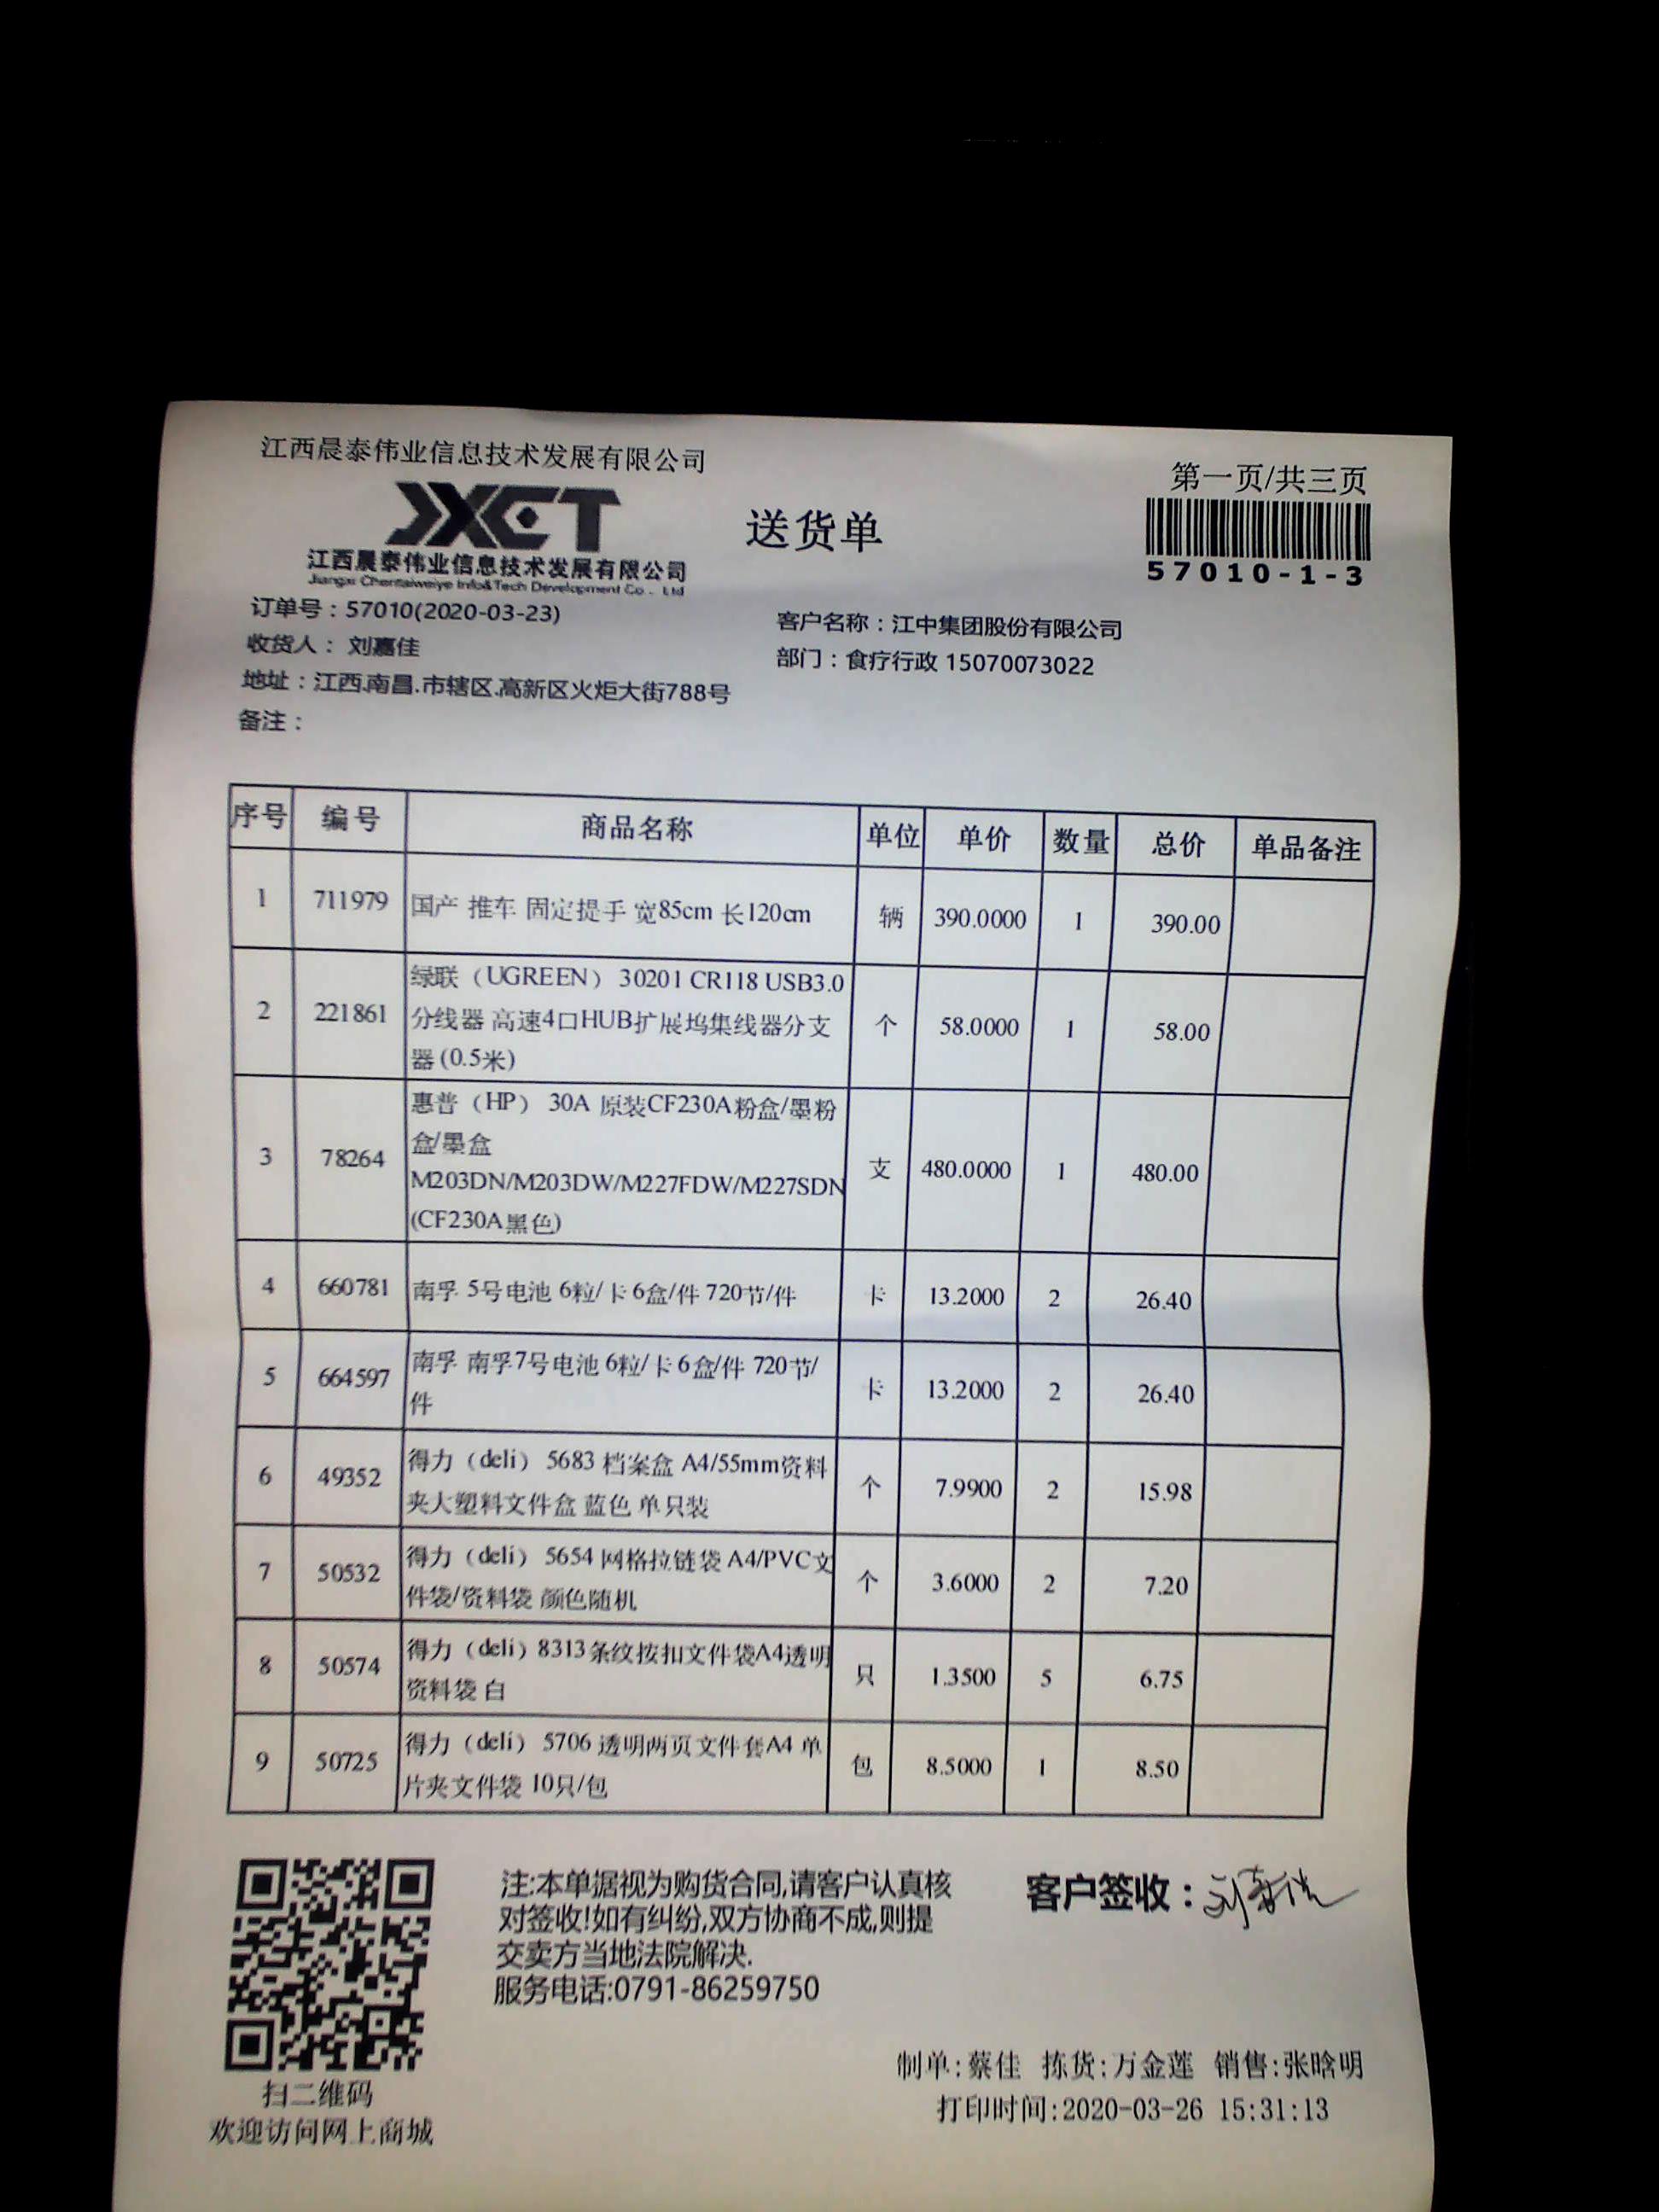 江西晨泰伟业信息技术发展有限公司
第一页/共三页
JXCT
送货单
江西晨泰伟业信息技术发展有限公司
Jiangxi Chentaiweiye Info&Tech Development Co., Ltd
57010-1-3
订单号：57010(2020-03-23)
客户名称：江中集团股份有限公司
收货人： 刘嘉佳
部门：食疗行政 15070073022
地址：江西.南昌.市辖区.高新区火炬大街788号
备注：
序号 编号 商品名称 单位 单价 数量 总价 单品备注
1 711979 国产 推车 固定提手 宽85cm 长120cm 辆 390.0000 1 390.00
绿联（UGREEN）30201 CR118 USB3.0
2 221861 分线器 高速4口HUB扩展坞集线器分支 个 58.0000 1 58.00
器(0.5米)
惠普（HP） 30A 原装CF230A粉盒/墨粉
盒/墨盒
3 78264 M203DN/M203DW/M227FDW/M227SDN 支 480.0000 1 480.00
(CF230A黑色)
4 660781 南孚 5号电池 6粒/卡 6盒/件 720节/件 卡 13.2000 2 26.40
5 664597 南孚 南孚7号电池 6粒/卡 6盒/件 720节/ 卡 13.2000 2 26.40
件
6 49352 得力（deli） 5683 档案盒 A4/55mm资料 个 7.9900 2 15.98
夹大塑料文件盒 蓝色 单只装
7 50532 得力（deli） 5654 网格拉链袋 A4/PVC文 个 3.6000 2 7.20
件袋/资料袋 颜色随机
8 50574 得力（deli）8313条纹按扣文件袋A4透明 只 1.3500 5 6.75
资料袋 白
9 50725 得力（deli） 5706 透明两页文件套A4 单 包 8.5000 1 8.50
片夹文件袋 10只/包
注:本单据视为购货合同,请客户认真核
对签收!如有纠纷,双方协商不成,则提
交卖方当地法院解决.
服务电话:0791-86259750
客户签收：刘嘉佳
扫二维码
欢迎访问网上商城
制单:蔡佳 拣货:万金莲 销售:张晗明
打印时间:2020-03-26 15:31:13